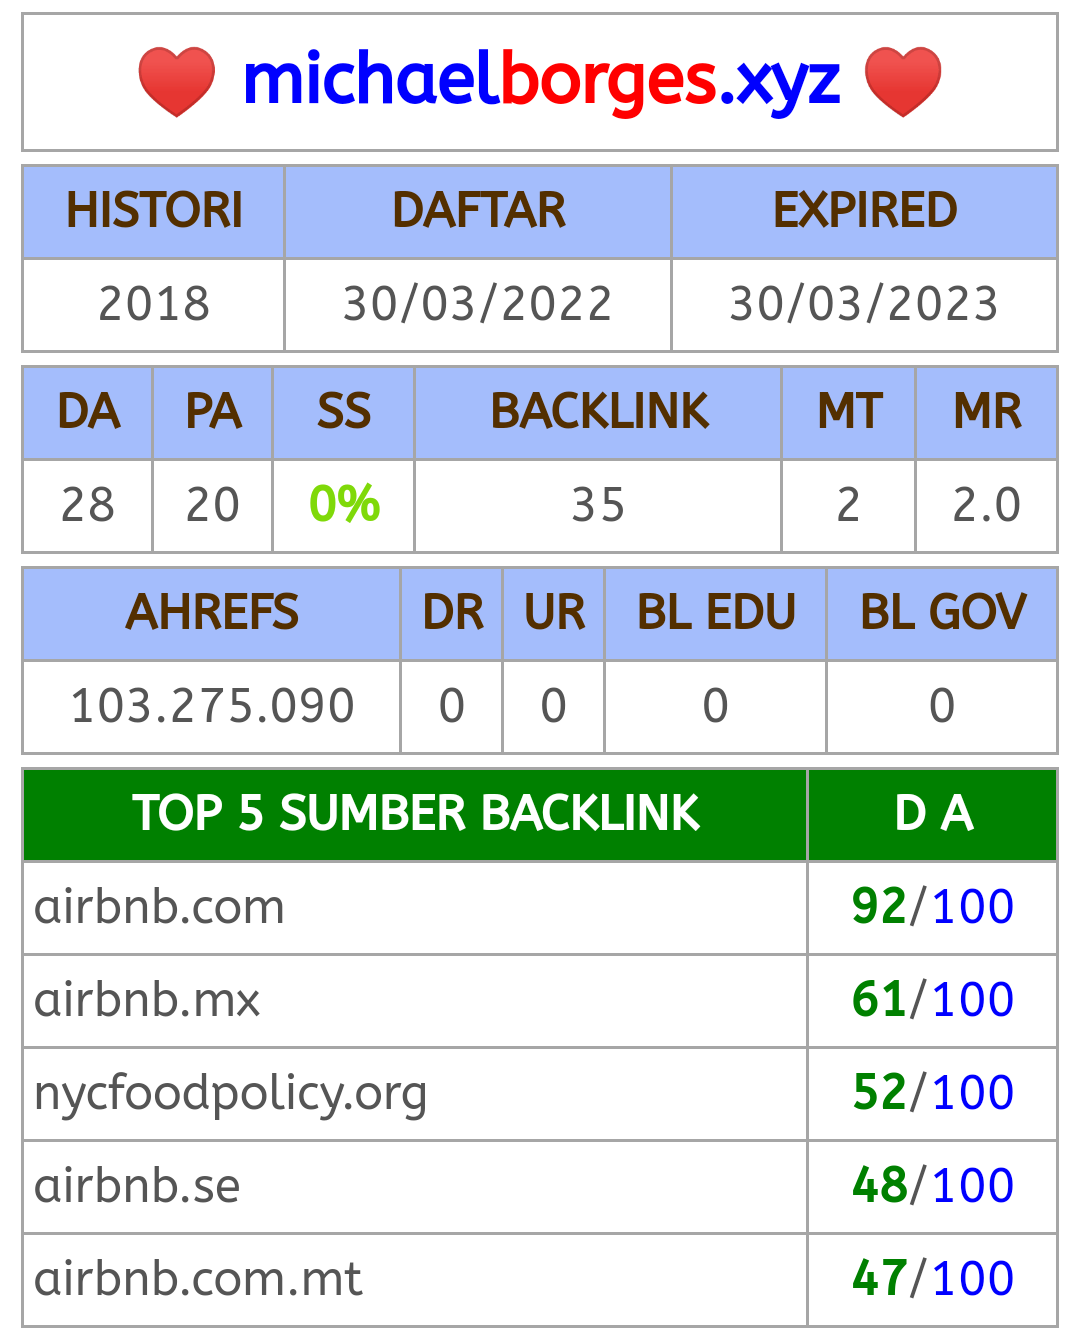 michaelborges.xyz
HISTORI DAFTAR EXPIRED
2018 30/03/2022 30/03/2023
DA PA SS BACKLINK MT MR
28 20 0% 35 2 2.0
AHREFS DR UR BL EDU BL GOV
103.275.090 0 0 0 0
TOP 5 SUMBER BACKLINK D A
airbnb.com 92/100
airbnb.mx 61/100
nycfoodpolicy.org 52/100
airbnb.se 48/100
airbnb.com.mt 47/100